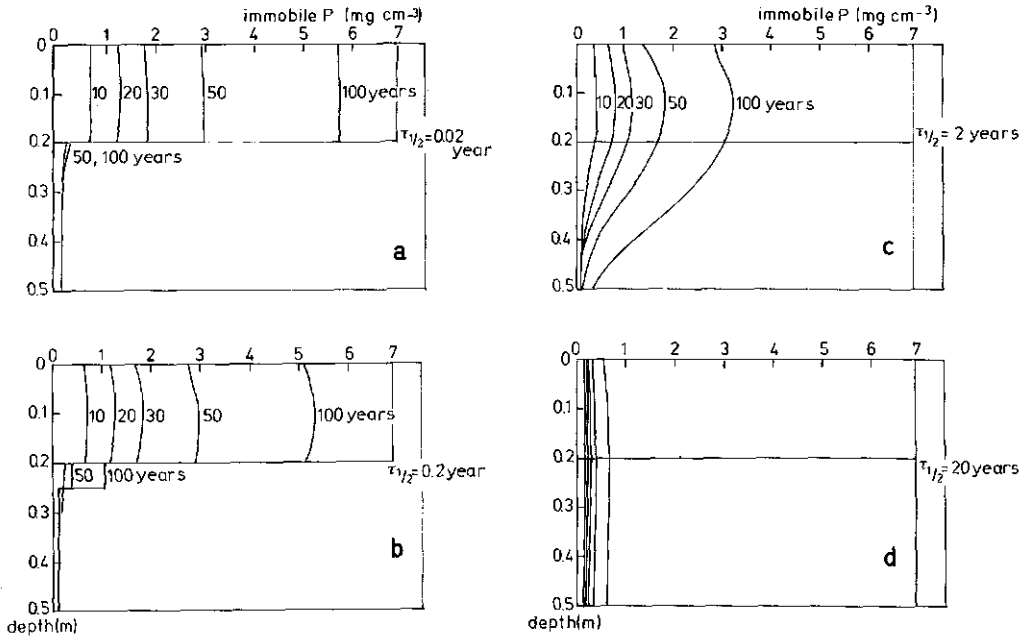 immobile P (mg cm⁻³)
0 1 2 3 4 5 6 7
0
0.1
0.2
0.3
0.4
0.5
10 20 30 50 100 years
τ1/2=0.02
year
50, 100 years
a
immobile P (mg cm⁻³)
0 1 2 3 4 5 6 7
0
0.1
0.2
0.3
0.4
0.5
10 20 30 50 100 years
τ1/2= 2 years
c
0 1 2 3 4 5 6 7
0
0.1
0.2
0.3
0.4
0.5
10 20 30 50 100 years
50 100 years
τ1/2=0.2 year
b
depth(m)
0 1 2 3 4 5 6 7
0
0.1
0.2
0.3
0.4
0.5
τ1/2= 20 years
d
depth(m)